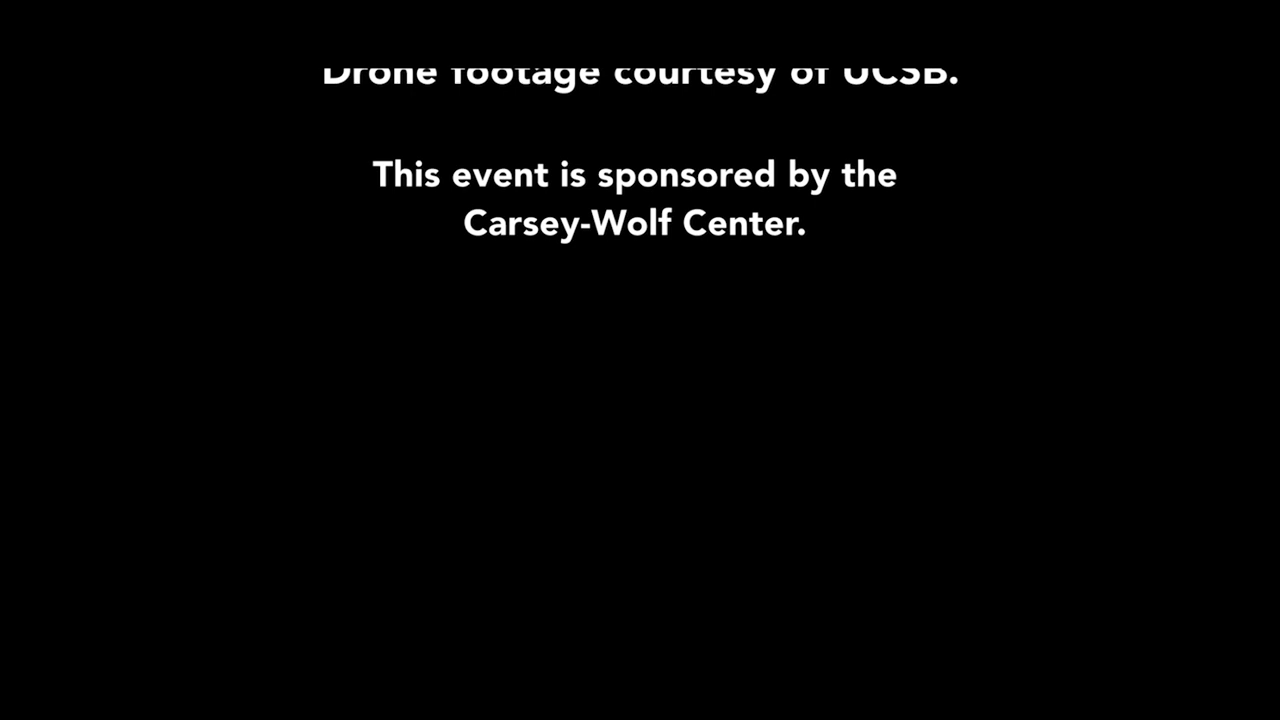 Drone footage courtesy of UCSB.
This event is sponsored by the
Carsey-Wolf Center.